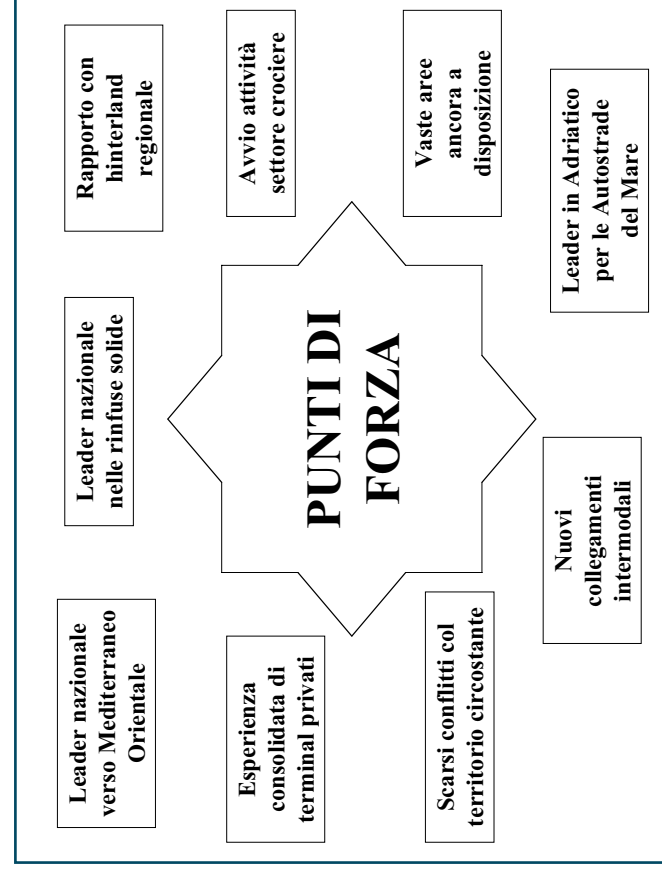 Leader nazionale
verso Mediterraneo
Orientale
Leader nazionale
nelle rinfuse solide
Rapporto con
hinterland
regionale
Esperienza
consolidata di
terminal privati
Avvio attività
settore crociere
PUNTI DI
FORZA
Scarsi conflitti col
territorio circostante
Vaste aree
ancora a
disposizione
Nuovi
collegamenti
intermodali
Leader in Adriatico
per le Autostrade
del Mare